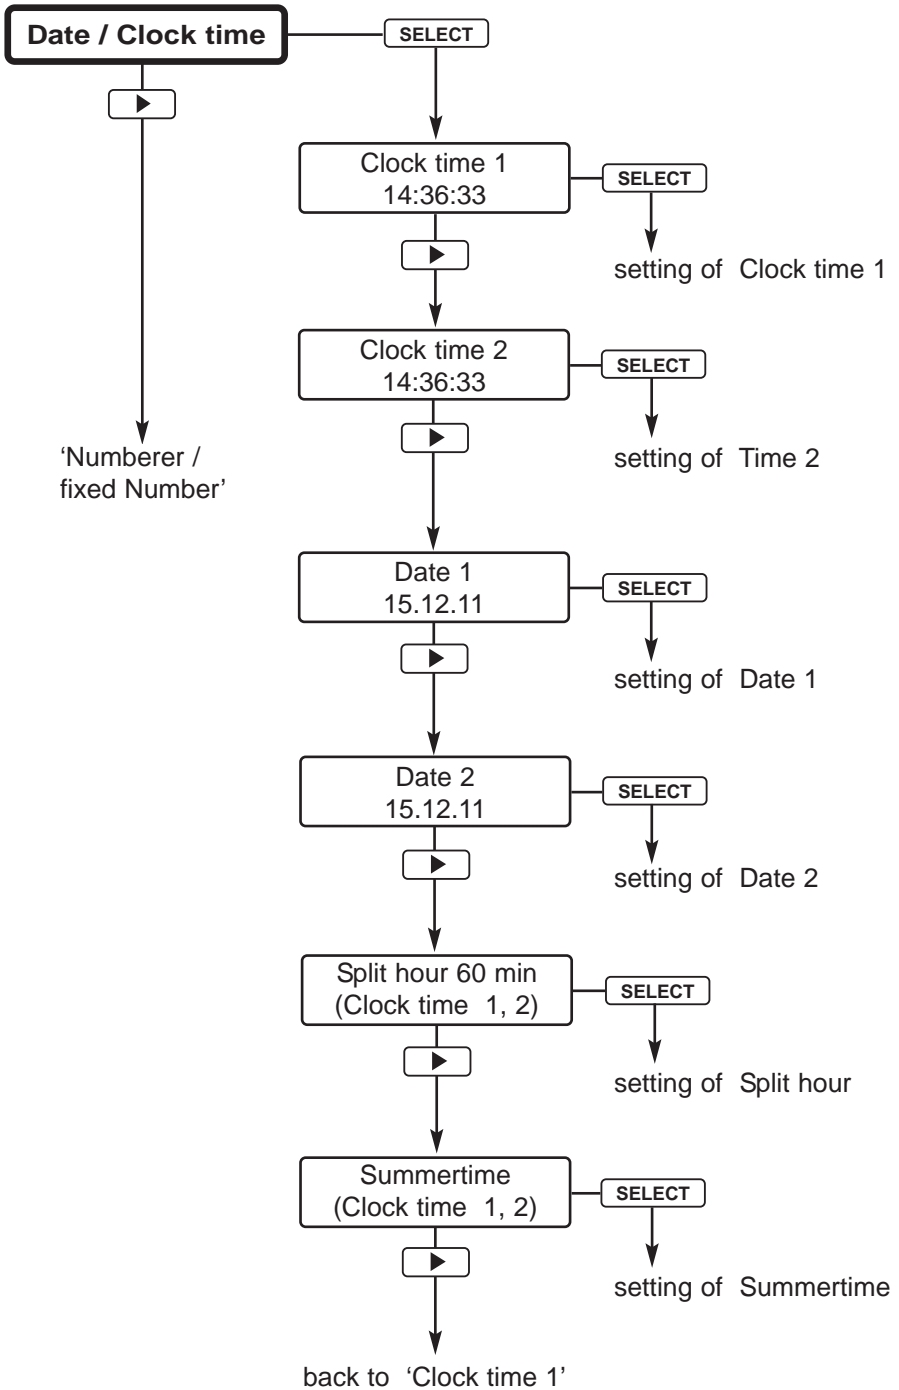 Date / Clock time
SELECT
Clock time 1
14:36:33
SELECT
setting of Clock time 1
Clock time 2
14:36:33
SELECT
setting of Time 2
‘Numberer /
fixed Number’
Date 1
15.12.11
SELECT
setting of Date 1
Date 2
15.12.11
SELECT
setting of Date 2
Split hour 60 min
(Clock time 1, 2)
SELECT
setting of Split hour
Summertime
(Clock time 1, 2)
SELECT
setting of Summertime
back to ‘Clock time 1’